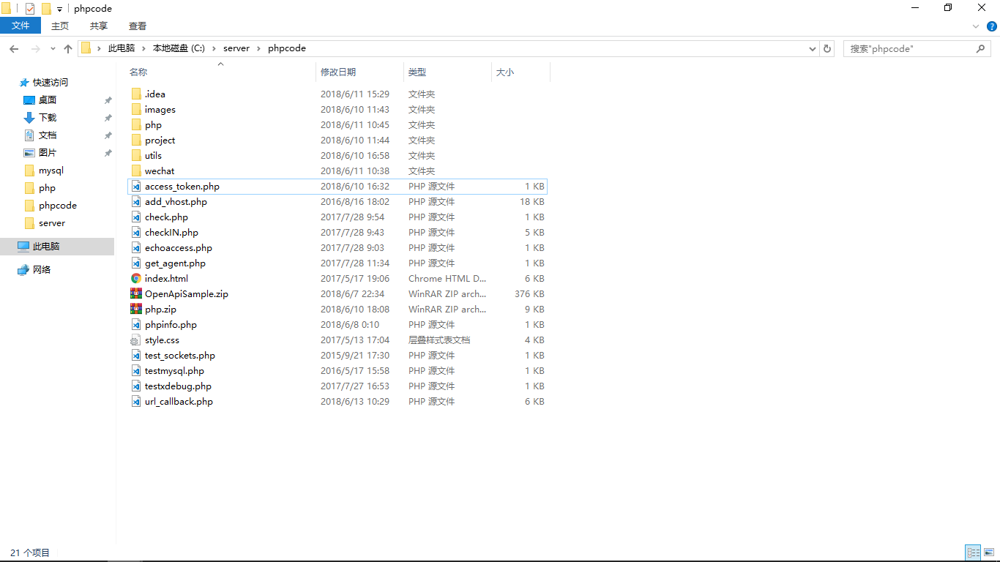 phpcode
文件 主页 共享 查看
此电脑 本地磁盘 (C:) server phpcode 搜索"phpcode"
名称 修改日期 类型 大小
快速访问
桌面
下载
文档
图片
mysql
php
phpcode
server
此电脑
网络
.idea 2018/6/11 15:29 文件夹
images 2018/6/10 11:43 文件夹
php 2018/6/11 10:45 文件夹
project 2018/6/10 11:44 文件夹
utils 2018/6/10 16:58 文件夹
wechat 2018/6/11 10:38 文件夹
access_token.php 2018/6/10 16:32 PHP 源文件 1 KB
add_vhost.php 2016/8/16 18:02 PHP 源文件 18 KB
check.php 2017/7/28 9:54 PHP 源文件 1 KB
checkIN.php 2017/7/28 9:43 PHP 源文件 5 KB
echoaccess.php 2017/7/28 9:03 PHP 源文件 1 KB
get_agent.php 2017/7/28 11:34 PHP 源文件 1 KB
index.html 2017/5/17 19:06 Chrome HTML D... 6 KB
OpenApiSample.zip 2018/6/7 22:34 WinRAR ZIP arch... 376 KB
php.zip 2018/6/10 18:08 WinRAR ZIP arch... 9 KB
phpinfo.php 2018/6/8 0:10 PHP 源文件 1 KB
style.css 2017/5/13 17:04 层叠样式表文档 4 KB
test_sockets.php 2015/9/21 17:30 PHP 源文件 1 KB
testmysql.php 2016/5/17 15:58 PHP 源文件 1 KB
testxdebug.php 2017/7/27 16:53 PHP 源文件 1 KB
url_callback.php 2018/6/13 10:29 PHP 源文件 6 KB
21 个项目